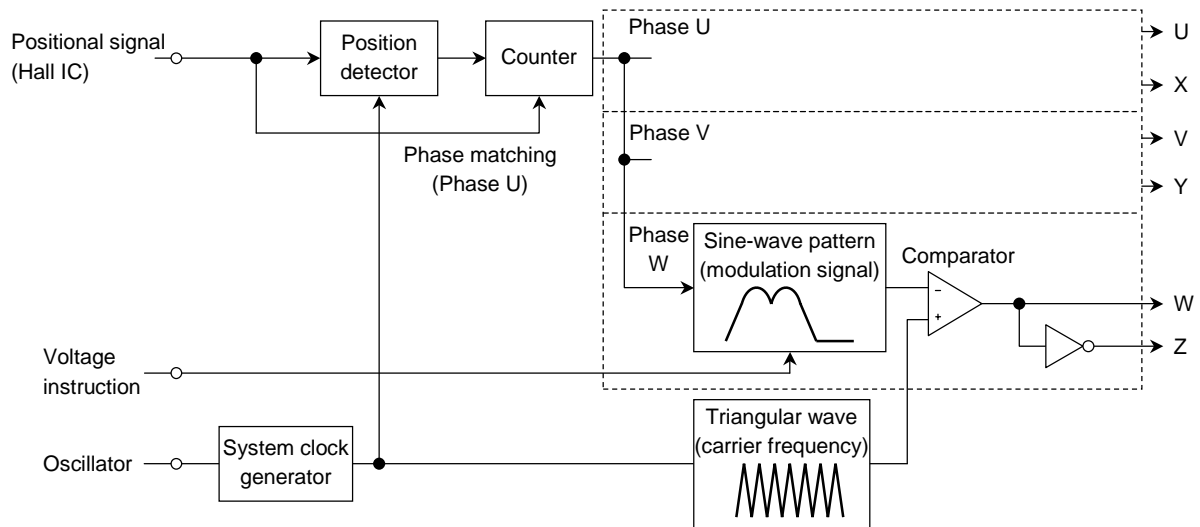 Positional signal
(Hall IC)
Position
detector
Counter
Phase matching
(Phase U)
Phase U
U
X
Phase V
V
Y
Phase
W
Sine-wave pattern
(modulation signal)
Comparator
−
+
W
Z
Voltage
instruction
Oscillator
System clock
generator
Triangular wave
(carrier frequency)